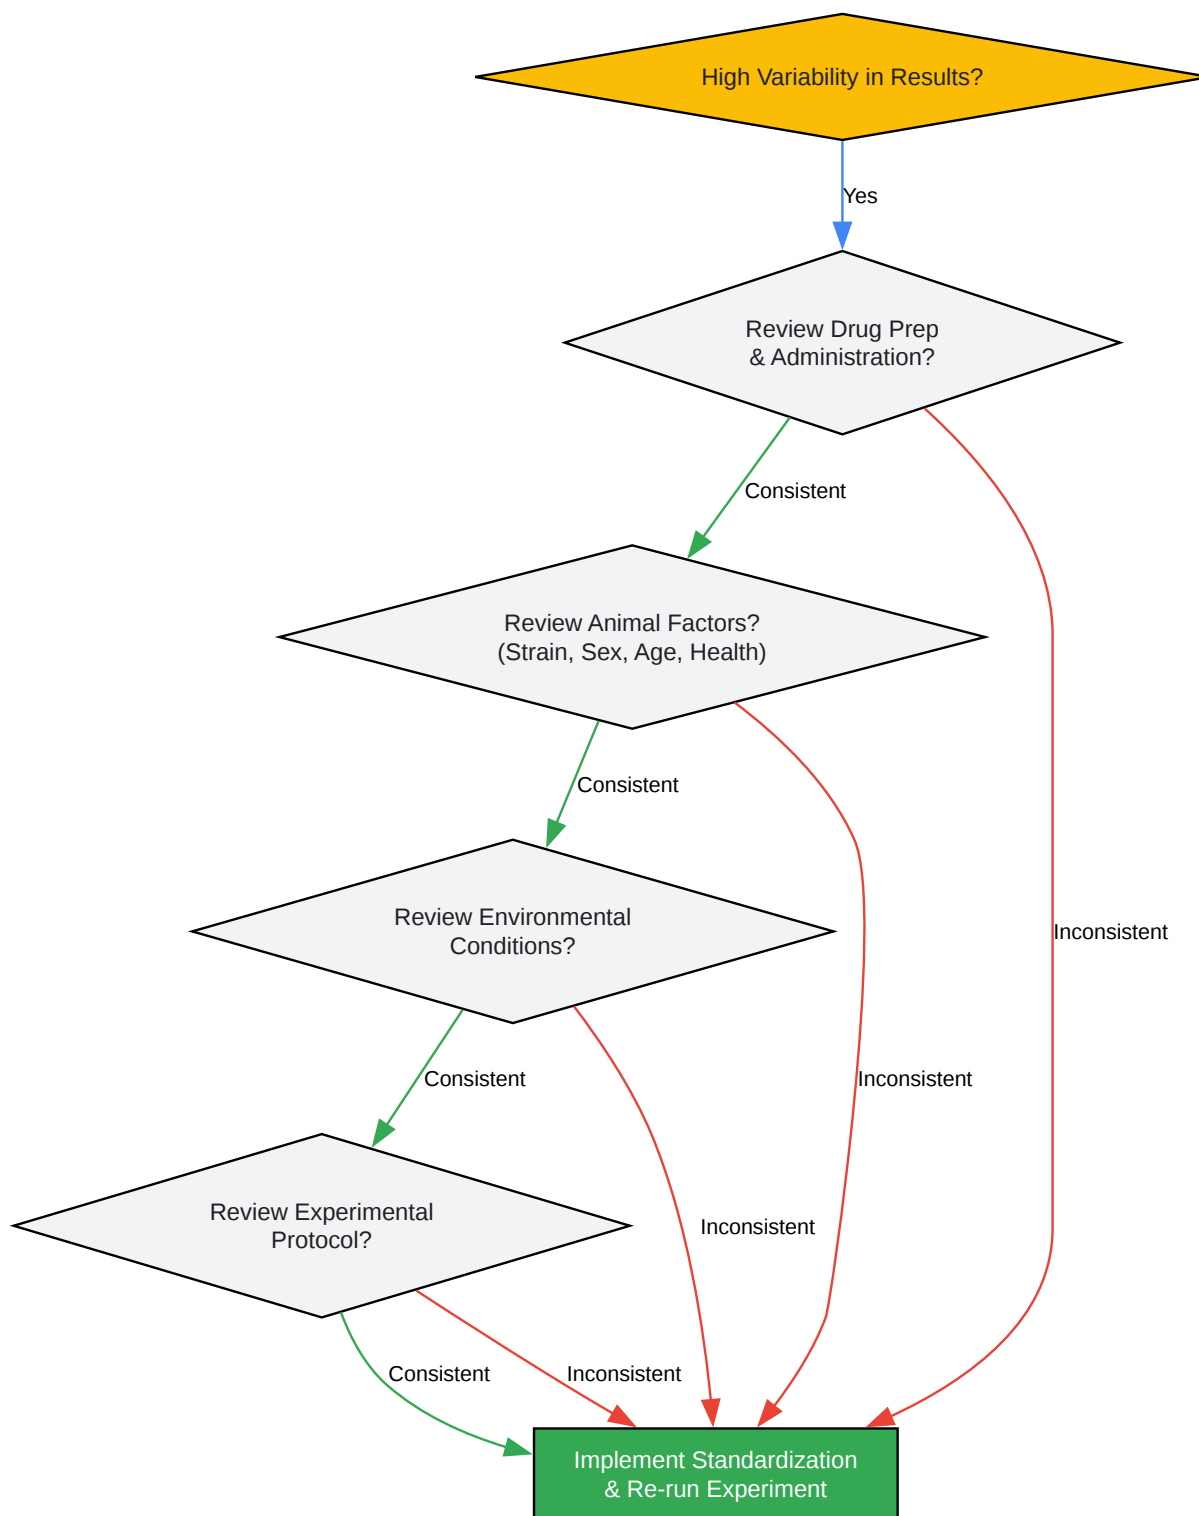 High Variability in Results?
Yes
Review Drug Prep
& Administration?
Consistent
Review Animal Factors?
(Strain, Sex, Age, Health)
Consistent
Review Environmental
Conditions?
Inconsistent
Consistent
Inconsistent
Review Experimental
Protocol?
Inconsistent
Consistent
Inconsistent
Implement Standardization
& Re-run Experiment